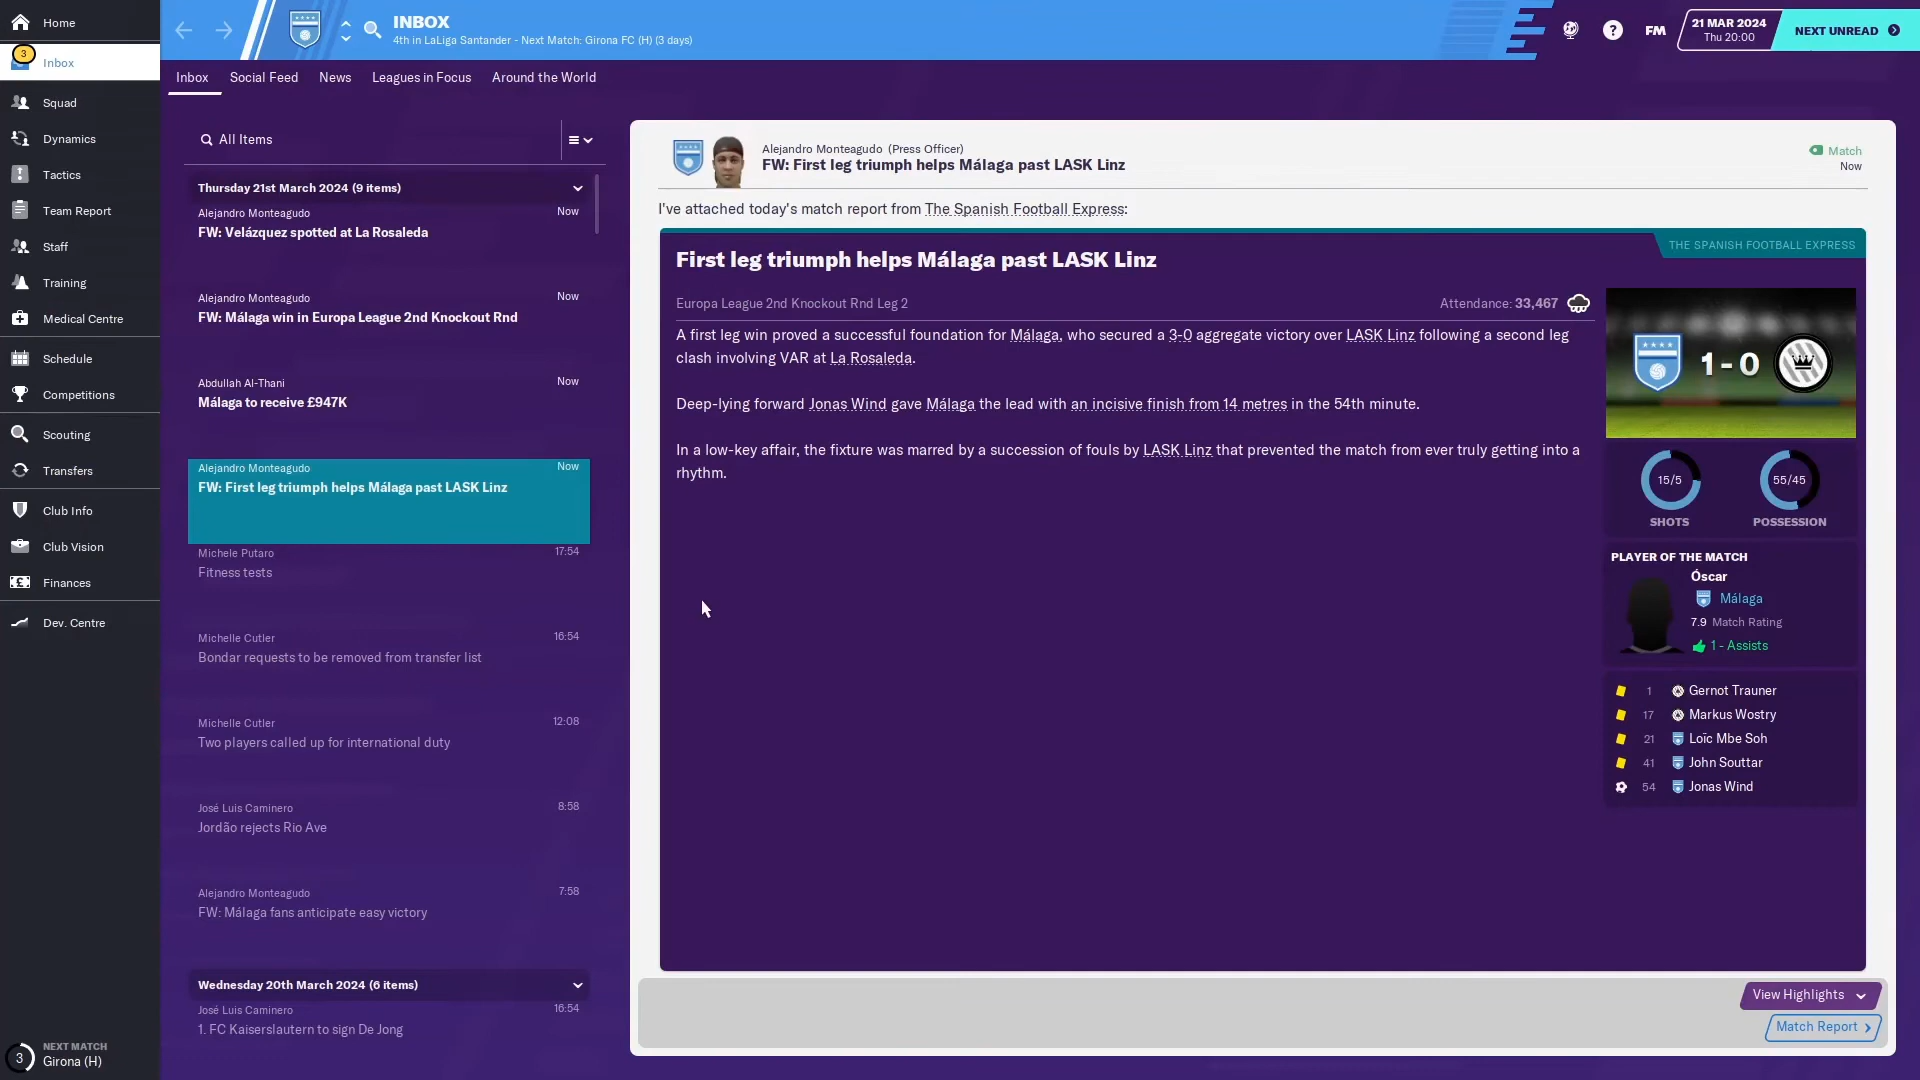 Home
3
Inbox
Squad
Dynamics
Tactics
Team Report
Staff
Training
Medical Centre
Schedule
Competitions
Scouting
Transfers
Club Info
Club Vision
Finances
Dev. Centre
3
NEXT MATCH
Girona (H)
INBOX
4th in LaLiga Santander - Next Match: Girona FC (H) (3 days)
?
FM
21 MAR 2024
Thu 20:00
NEXT UNREAD
Inbox Social Feed News Leagues in Focus Around the World
All Items
Thursday 21st March 2024 (9 items)
Alejandro Monteagudo Now
FW: Velázquez spotted at La Rosaleda
Alejandro Monteagudo Now
FW: Málaga win in Europa League 2nd Knockout Rnd
Abdullah Al-Thani Now
Málaga to receive £947K
Alejandro Monteagudo Now
FW: First leg triumph helps Málaga past LASK Linz
Michele Putaro 17:54
Fitness tests
Michelle Cutler 16:54
Bondar requests to be removed from transfer list
Michelle Cutler 12:08
Two players called up for international duty
José Luis Caminero 8:58
Jordão rejects Rio Ave
Alejandro Monteagudo 7:58
FW: Málaga fans anticipate easy victory
Wednesday 20th March 2024 (6 items)
José Luis Caminero 16:54
1. FC Kaiserslautern to sign De Jong
Alejandro Monteagudo (Press Officer)
FW: First leg triumph helps Málaga past LASK Linz
Match
Now
I've attached today's match report from The Spanish Football Express:
THE SPANISH FOOTBALL EXPRESS
First leg triumph helps Málaga past LASK Linz
Europa League 2nd Knockout Rnd Leg 2 Attendance: 33,467
A first leg win proved a successful foundation for Málaga, who secured a 3-0 aggregate victory over LASK Linz following a second leg
clash involving VAR at La Rosaleda.
Deep-lying forward Jonas Wind gave Málaga the lead with an incisive finish from 14 metres in the 54th minute.
In a low-key affair, the fixture was marred by a succession of fouls by LASK Linz that prevented the match from ever truly getting into a
rhythm.
1 - 0
15/5 55/45
SHOTS POSSESSION
PLAYER OF THE MATCH
Óscar
Málaga
7.9 Match Rating
1 - Assists
1 Gernot Trauner
17 Markus Wostry
21 Loïc Mbe Soh
41 John Souttar
54 Jonas Wind
View Highlights
Match Report